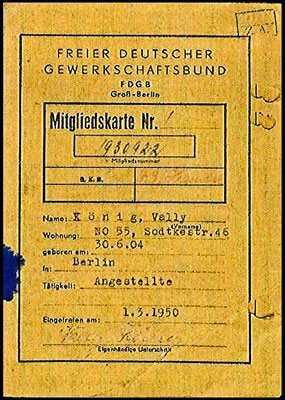 FREIER DEUTSCHER
GEWERKSCHAFTSBUND
FDGB
Groß-Berlin
Mitgliedskarte Nr.
1930922
Mitgliedsnummer
Name: König, Vally
(Vorname)
Wohnung: NO 55, Sodtkestr.46
geboren am: 30.6.04
in: Berlin
Tätigkeit: Angestellte
Eingetreten am: 1.3.1950
Eigenhändige Unterschrift